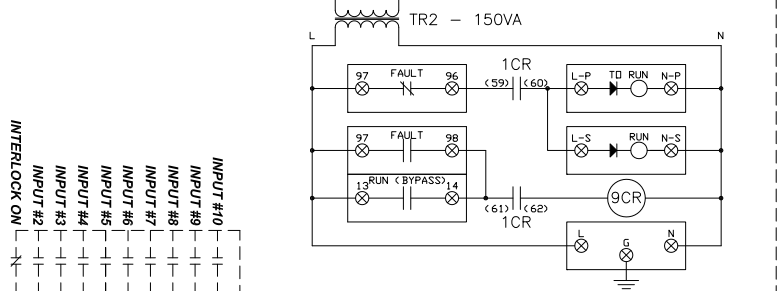 TR2 - 150VA
L
N
1CR
97
FAULT
96
(59)
(60)
L-P
TD
RUN
N-P
97
FAULT
98
L-S
RUN
N-S
13
RUN (BYPASS)
14
(61)
(62)
1CR
9CR
L
G
N
INTERLOCK ON
INPUT #2
INPUT #3
INPUT #4
INPUT #5
INPUT #6
INPUT #7
INPUT #8
INPUT #9
INPUT #10